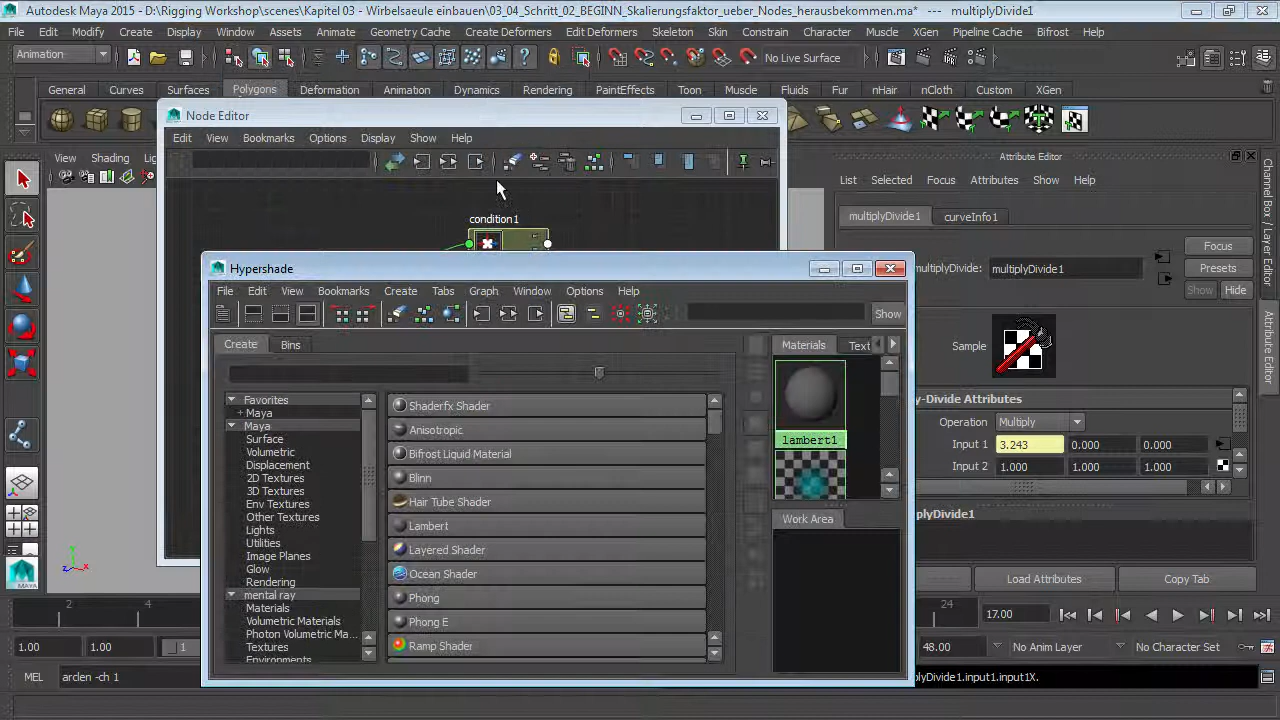 Autodesk Maya 2015 - D:\Rigging Workshop\scenes\Kapitel 03 - Wirbelsaeule einbauen\03_04_Schritt_02_BEGINN_Skalierungsfaktor_ueber_Nodes_herausbekommen.ma* --- multiplyDivide1
File Edit Modify Create Display Window Assets Animate Geometry Cache Create Deformers Edit Deformers Skeleton Skin Constrain Character Muscle XGen Pipeline Cache Bifrost Help
Animation
No Live Surface
General Curves Surfaces Polygons Deformation Animation Dynamics Rendering PaintEffects Toon Muscle Fluids Fur nHair nCloth Custom XGen
Node Editor
Edit View Bookmarks Options Display Show Help
View Shading
condition1
Attribute Editor
List Selected Focus Attributes Show Help
multiplyDivide1 curveInfo1
multiplyDivide: multiplyDivide1
Focus
Presets
Show Hide
Sample
y-Divide Attributes
Operation Multiply
Input 1 3.243 0.000 0.000
Input 2 1.000 1.000 1.000
plyDivide1
Load Attributes Copy Tab
Channel Box / Layer Editor
Attribute Editor
Hypershade
File Edit View Bookmarks Create Tabs Graph Window Options Help
Show
Create Bins
Materials Text
Favorites
+ Maya
Maya
Surface
Volumetric
Displacement
2D Textures
3D Textures
Env Textures
Other Textures
Lights
Utilities
Image Planes
Glow
Rendering
mental ray
Materials
Volumetric Materials
Photon Volumetric Ma...
Textures
Environments
Shaderfx Shader
Anisotropic
Bifrost Liquid Material
Blinn
Hair Tube Shader
Lambert
Layered Shader
Ocean Shader
Phong
Phong E
Ramp Shader
lambert1
Work Area
MAYA
2 4 24
17.00
1.00 1.00 1 48.00 No Anim Layer No Character Set
MEL arclen -ch 1
plyDivide1.input1.input1X.